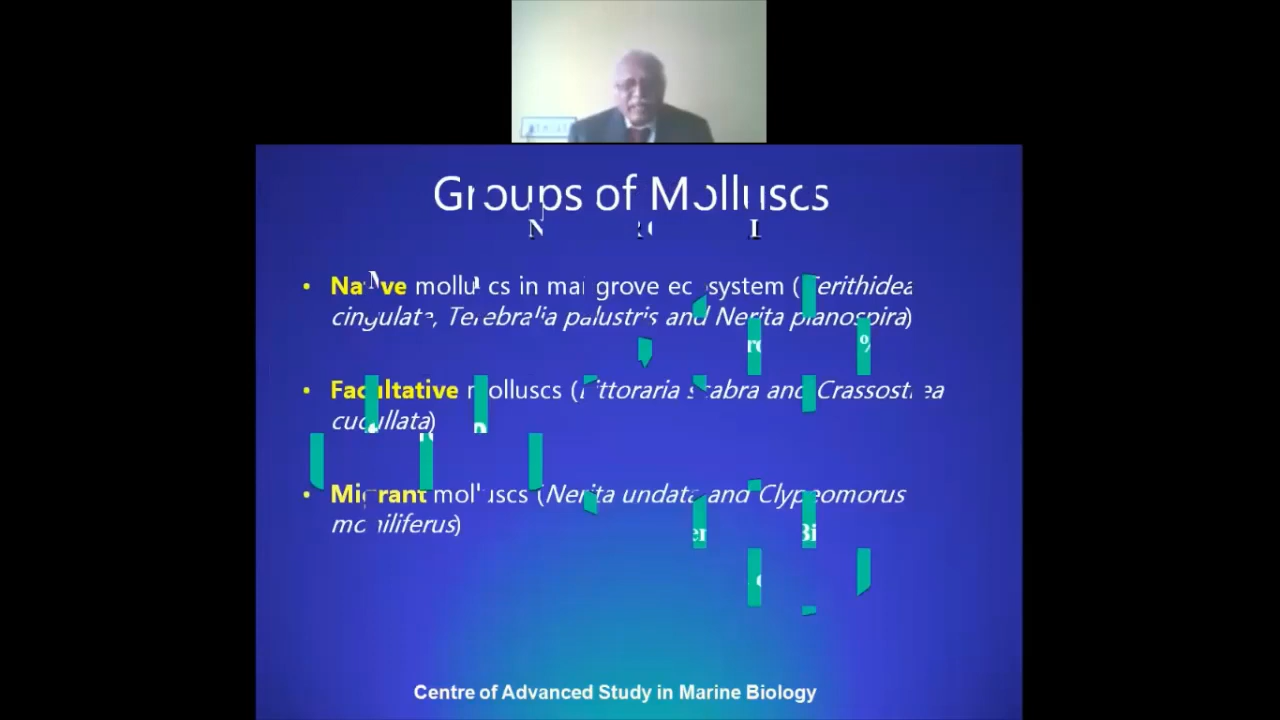 Groups of Molluscs
• Native molluscs in mangrove ecosystem (Cerithidea
cingulata, Terebralia palustris and Nerita planospira)
• Facultative molluscs (Littoraria scabra and Crassostrea
cucullata)
• Migrant molluscs (Nerita undata and Clypeomorus
moniliferus)
Centre of Advanced Study in Marine Biology